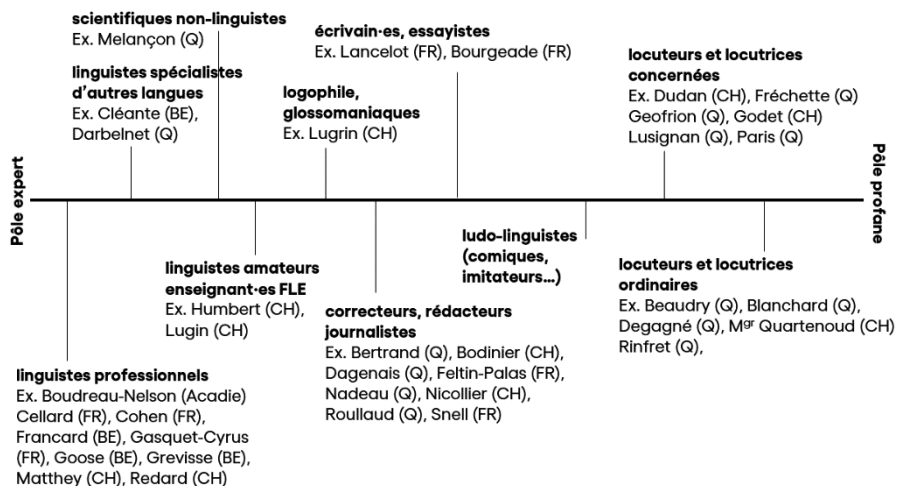 scientifiques non-linguistes
Ex. Melançon (Q)
linguistes spécialistes
d'autres langues
Ex. Cléante (BE),
Darbelnet (Q)
logophile,
glossomaniaques
Ex. Lugrin (CH)
écrivain·es, essayistes
Ex. Lancelot (FR), Bourgeade (FR)
locuteurs et locutrices
concernées
Ex. Dudan (CH), Fréchette (Q)
Geofrion (Q), Godet (CH)
Lusignan (Q), Paris (Q)
Pôle expert
Pôle profane
linguistes professionnels
Ex. Boudreau-Nelson (Acadie)
Cellard (FR), Cohen (FR),
Francard (BE), Gasquet-Cyrus
(FR), Goose (BE), Grevisse (BE),
Matthey (CH), Redard (CH)
linguistes amateurs
enseignant·es FLE
Ex. Humbert (CH),
Lugin (CH)
correcteurs, rédacteurs
journalistes
Ex. Bertrand (Q), Bodinier (CH),
Dagenais (Q), Feltin-Palas (FR),
Nadeau (Q), Nicollier (CH),
Roullaud (Q), Snell (FR)
ludo-linguistes
(comiques,
imitateurs…)
locuteurs et locutrices
ordinaires
Ex. Beaudry (Q), Blanchard (Q),
Degagné (Q), Mgr Quartenoud (CH)
Rinfret (Q),